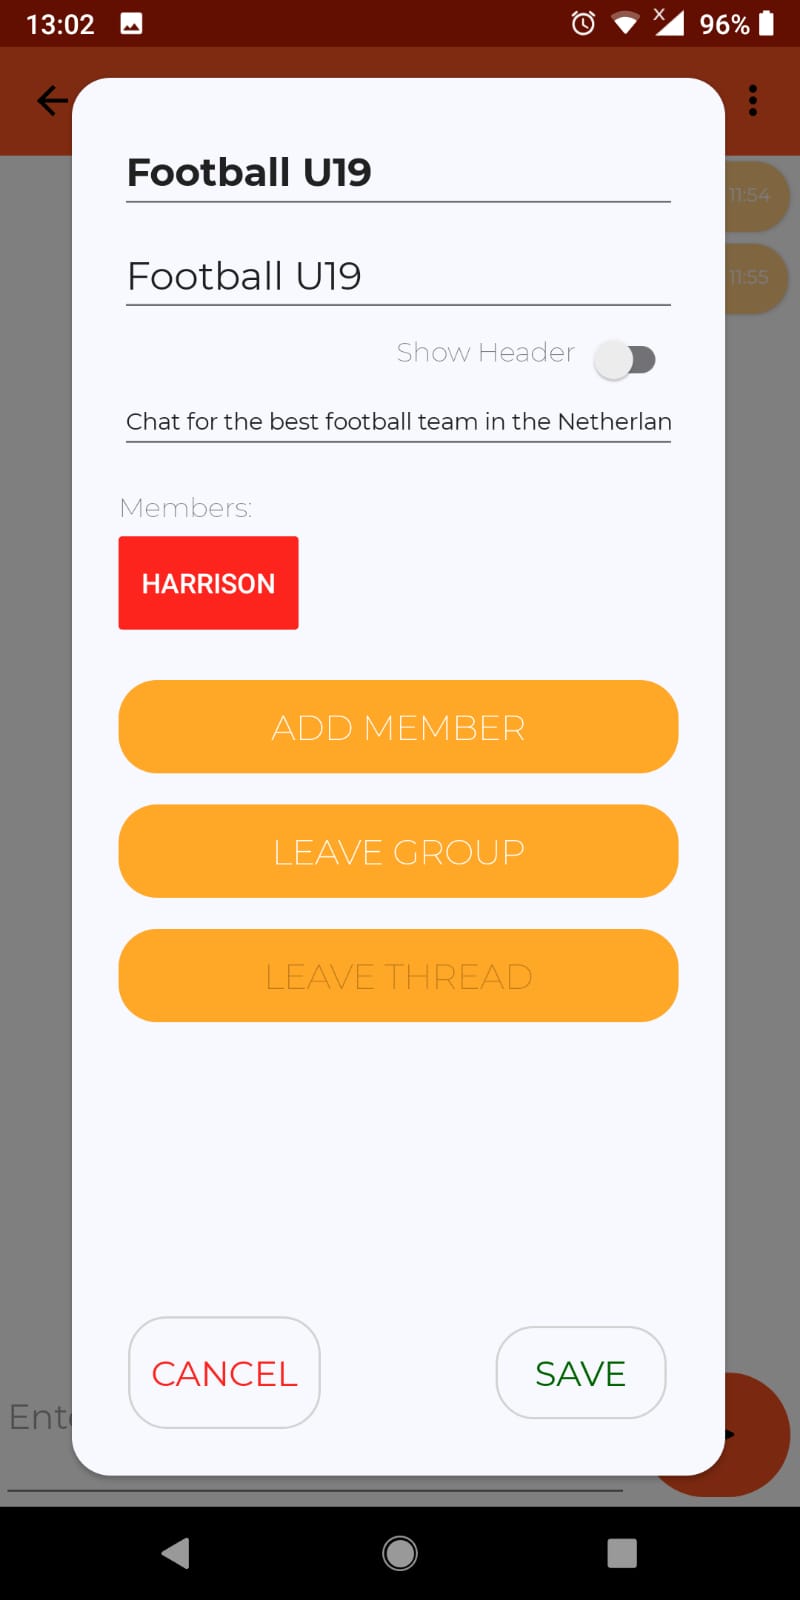 13:02
96%
11:54
11:55
Football U19
Football U19
Show Header
Chat for the best football team in the Netherlan
Members:
HARRISON
ADD MEMBER
LEAVE GROUP
LEAVE THREAD
CANCEL
SAVE
Ente